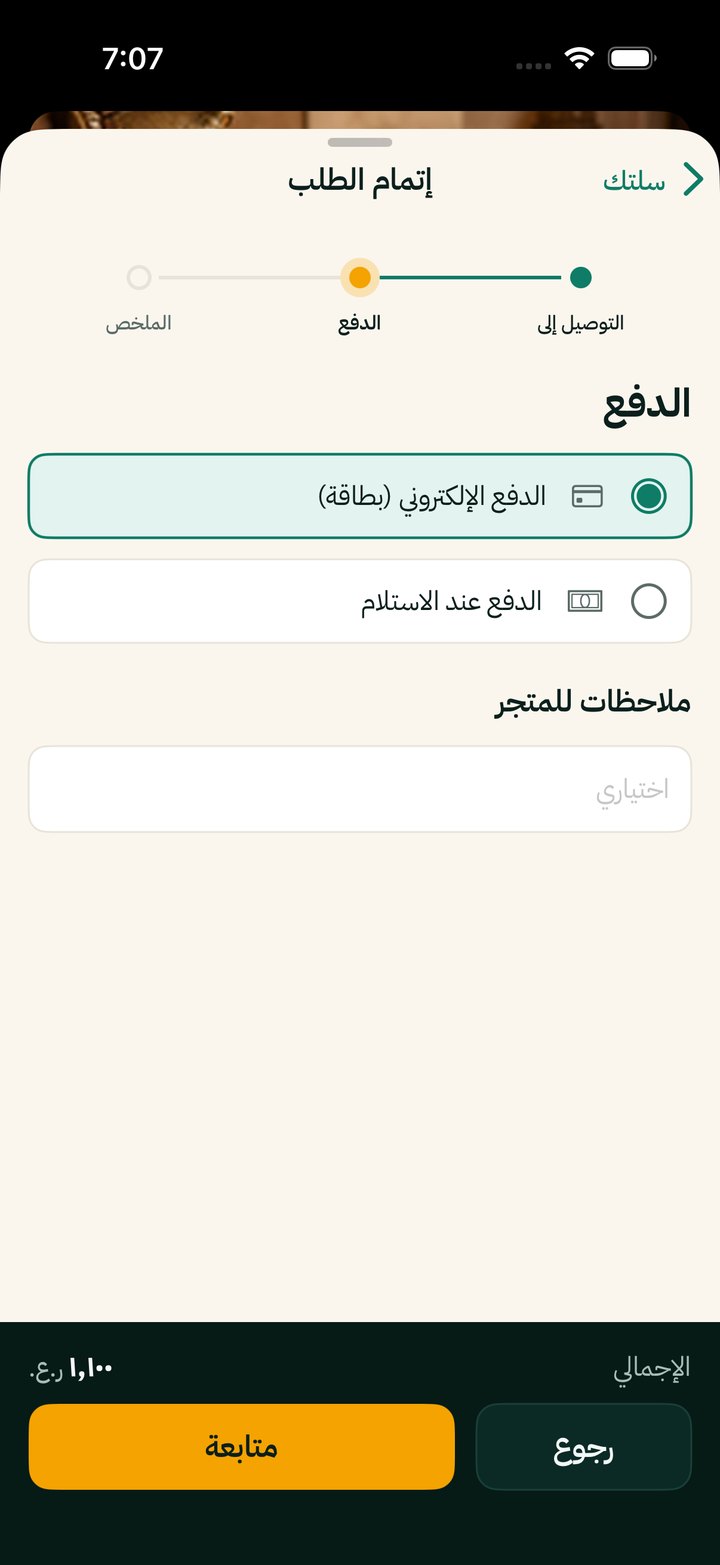 7:07
سلتك
إتمام الطلب
التوصيل إلى
الدفع
الملخص
الدفع
الدفع الإلكتروني (بطاقة)
الدفع عند الاستلام
ملاحظات للمتجر
اختياري
الإجمالي
١,١٠٠ ر.ع.
رجوع
متابعة